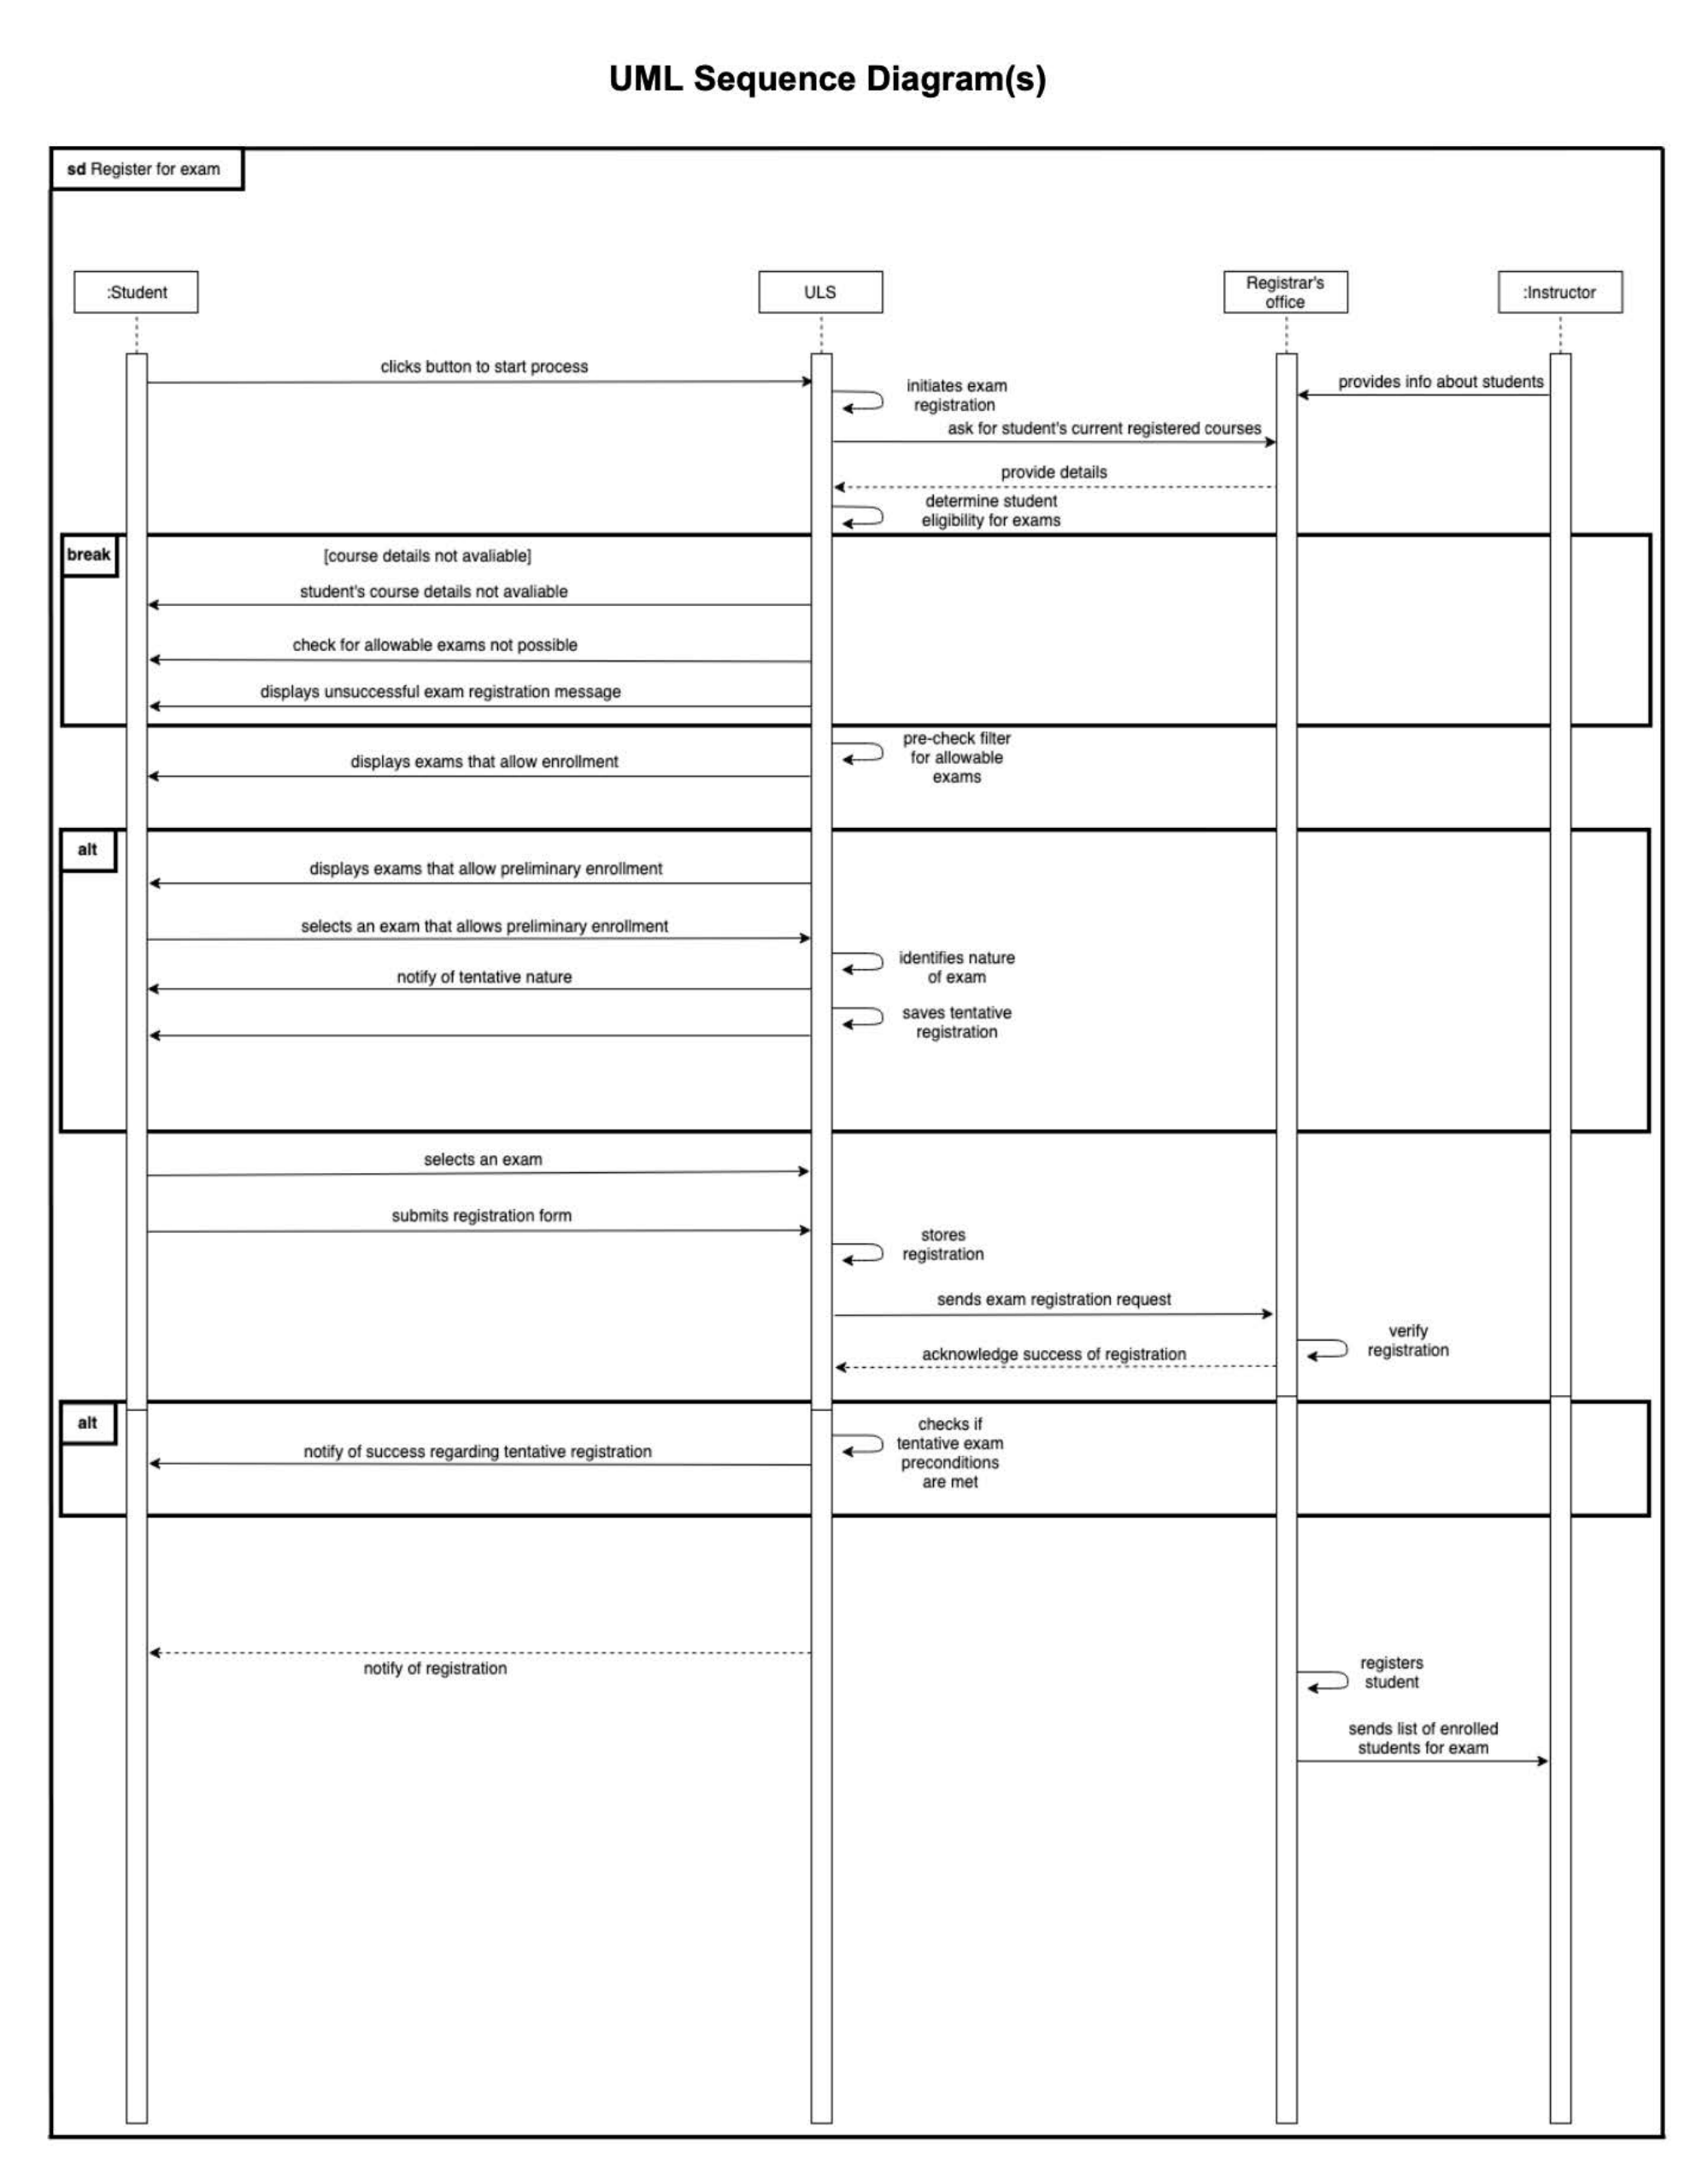 UML Sequence Diagram(s)
sd Register for exam
:Student
ULS
Registrar's
office
:Instructor
clicks button to start process
initiates exam
registration
provides info about students
ask for student's current registered courses
provide details
determine student
eligibility for exams
break
[course details not avaliable]
student's course details not avaliable
check for allowable exams not possible
displays unsuccessful exam registration message
pre-check filter
for allowable
exams
displays exams that allow enrollment
alt
displays exams that allow preliminary enrollment
selects an exam that allows preliminary enrollment
identifies nature
of exam
notify of tentative nature
saves tentative
registration
selects an exam
submits registration form
stores
registration
sends exam registration request
verify
registration
acknowledge success of registration
alt
checks if
tentative exam
preconditions
are met
notify of success regarding tentative registration
notify of registration
registers
student
sends list of enrolled
students for exam